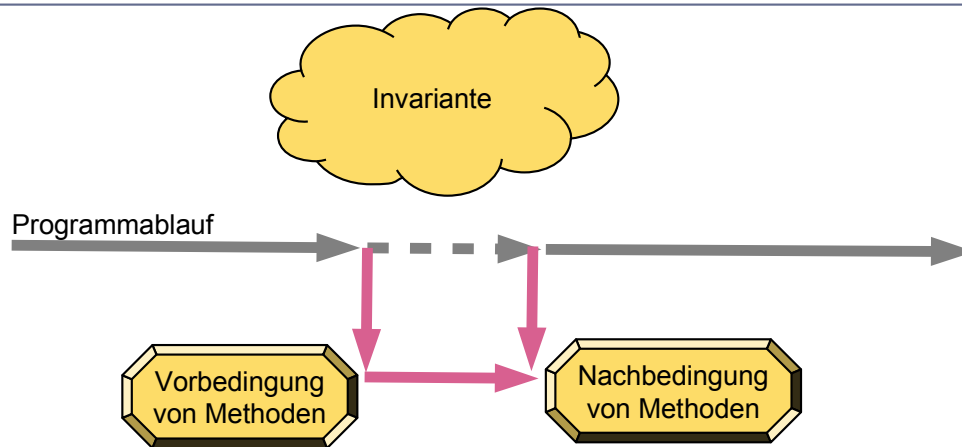 Invariante
Programmablauf
Vorbedingung
von Methoden
Nachbedingung
von Methoden